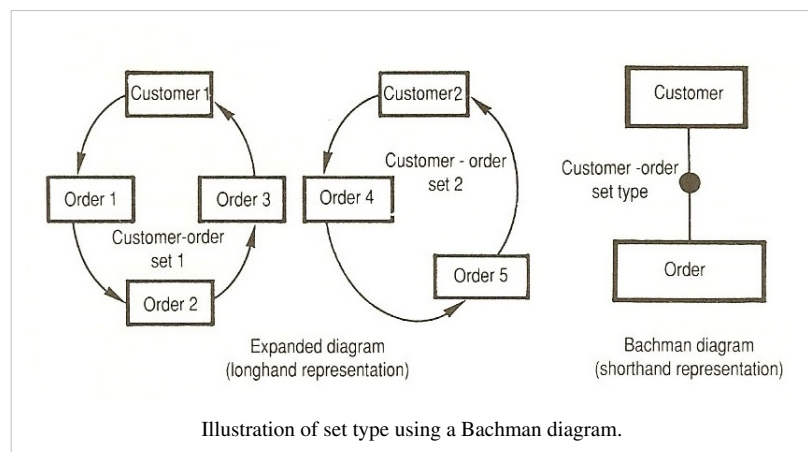 Customer 1
Order 1
Order 3
Customer-order
set 1
Order 2
Customer2
Order 4
Customer - order
set 2
Order 5
Expanded diagram
(longhand representation)
Customer
Customer -order
set type
Order
Bachman diagram
(shorthand representation)
Illustration of set type using a Bachman diagram.